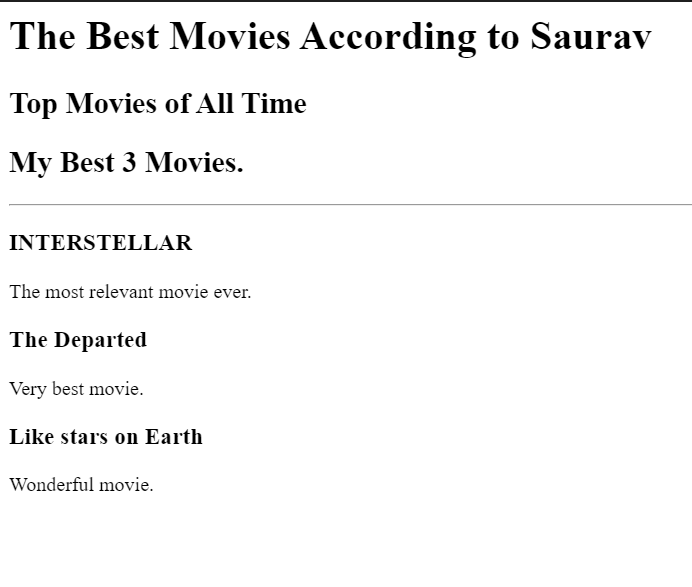 The Best Movies According to Saurav
Top Movies of All Time
My Best 3 Movies.
INTERSTELLAR
The most relevant movie ever.
The Departed
Very best movie.
Like stars on Earth
Wonderful movie.